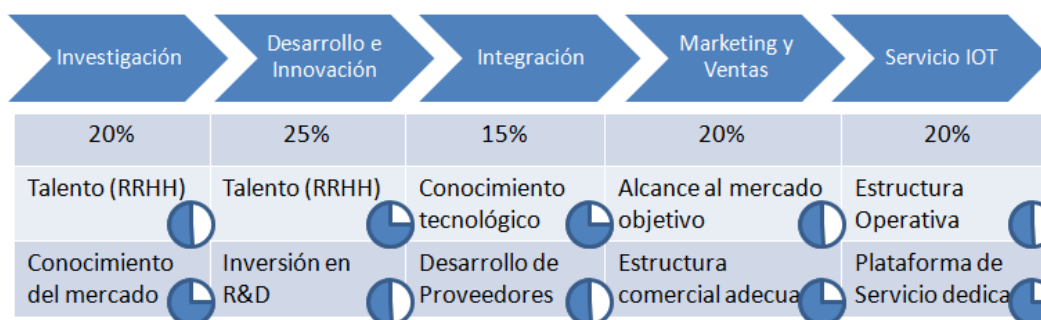 Investigación
Desarrollo e
Innovación
Integración
Marketing y
Ventas
Servicio IOT
20%
25%
15%
20%
20%
Talento (RRHH)
Talento (RRHH)
Conocimiento
tecnológico
Alcance al mercado
objetivo
Estructura
Operativa
Conocimiento
del mercado
Inversión en
R&D
Desarrollo de
Proveedores
Estructura
comercial adecua
Plataforma de
Servicio dedica